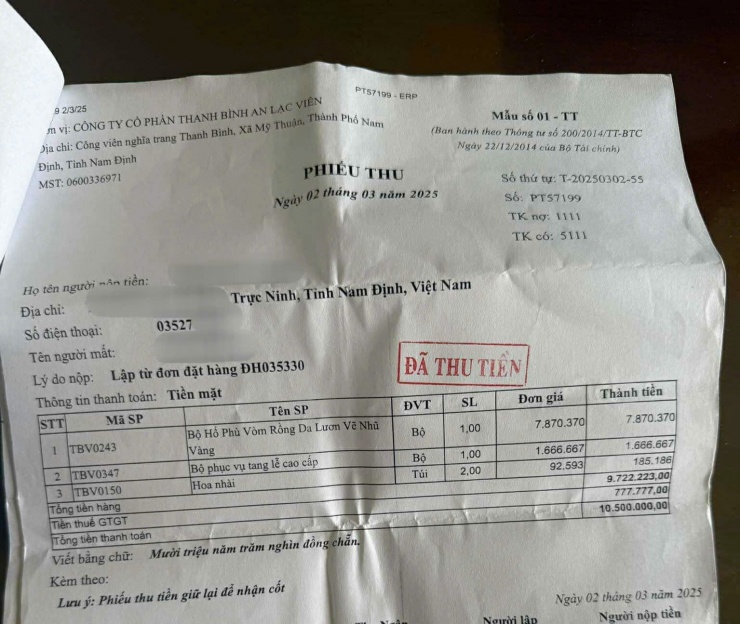 9 2/3/25
PT57199 - ERP
ơn vị: CÔNG TY CỔ PHẦN THANH BÌNH AN LẠC VIÊN
Địa chỉ: Công viên nghĩa trang Thanh Bình, Xã Mỹ Thuận, Thành Phố Nam
Định, Tỉnh Nam Định
MST: 0600336971
Mẫu số 01 - TT
(Ban hành theo Thông tư số 200/2014/TT-BTC
Ngày 22/12/2014 của Bộ Tài chính)
PHIẾU THU
Ngày 02 tháng 03 năm 2025
Số thứ tự: T-20250302-55
Số: PT57199
TK nợ: 1111
TK có: 5111
Họ tên người nộp tiền:
Địa chỉ: Trực Ninh, Tỉnh Nam Định, Việt Nam
Số điện thoại: 03527
Tên người mất:
Lý do nộp: Lập từ đơn đặt hàng ĐH035330
ĐÃ THU TIỀN
Thông tin thanh toán: Tiền mặt
STT Mã SP Tên SP ĐVT SL Đơn giá Thành tiền
1 TBV0243 Bộ Hồ Phủ Vòm Rồng Da Lươn Vẽ Nhũ Vàng Bộ 1,00 7.870.370 7.870.370
2 TBV0347 Bộ phục vụ tang lễ cao cấp Bộ 1,00 1.666.667 1.666.667
3 TBV0150 Hoa nhài Túi 2,00 92,593 185.186
Tổng tiền hàng 9.722.223,00
Tiền thuế GTGT 777.777,00
Tổng tiền thanh toán 10.500.000,00
Viết bằng chữ: Mười triệu năm trăm nghìn đồng chẵn.
Kèm theo:
Lưu ý: Phiếu thu tiền giữ lại để nhận cốt
Ngày 02 tháng 03 năm 2025
Người lập Người nộp tiền